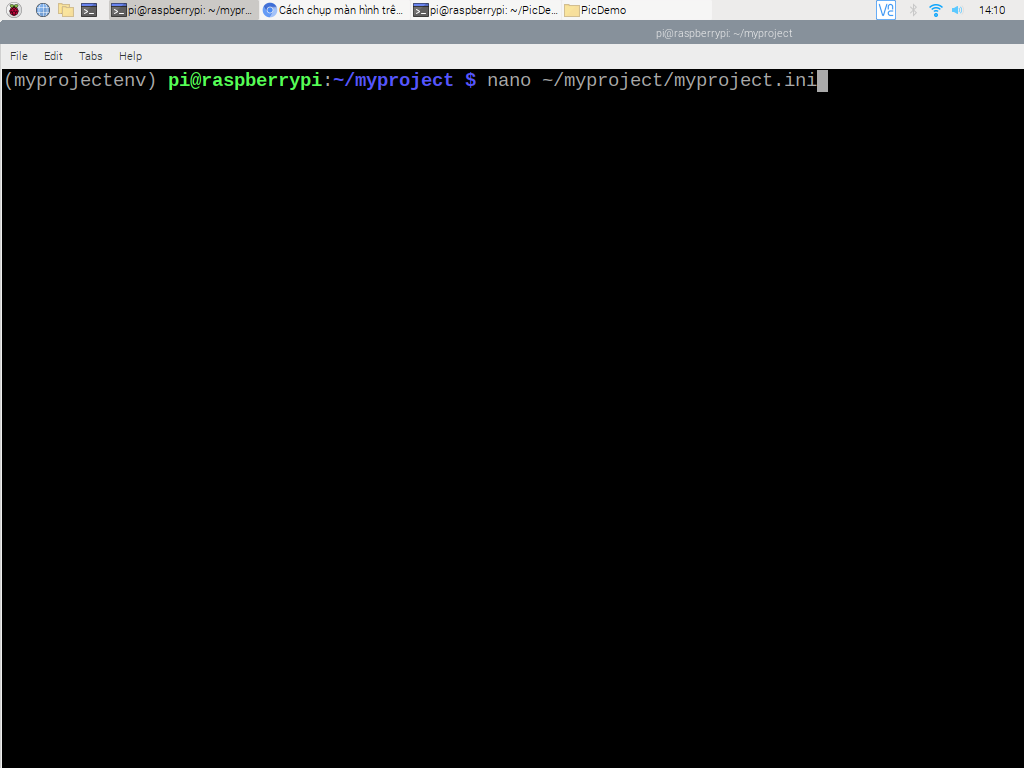 pi@raspberrypi: ~/mypr... Cách chụp màn hình trê... pi@raspberrypi: ~/PicDe... PicDemo V2 14:10
pi@raspberrypi: ~/myproject
File Edit Tabs Help
(myprojectenv) pi@raspberrypi:~/myproject $ nano ~/myproject/myproject.ini